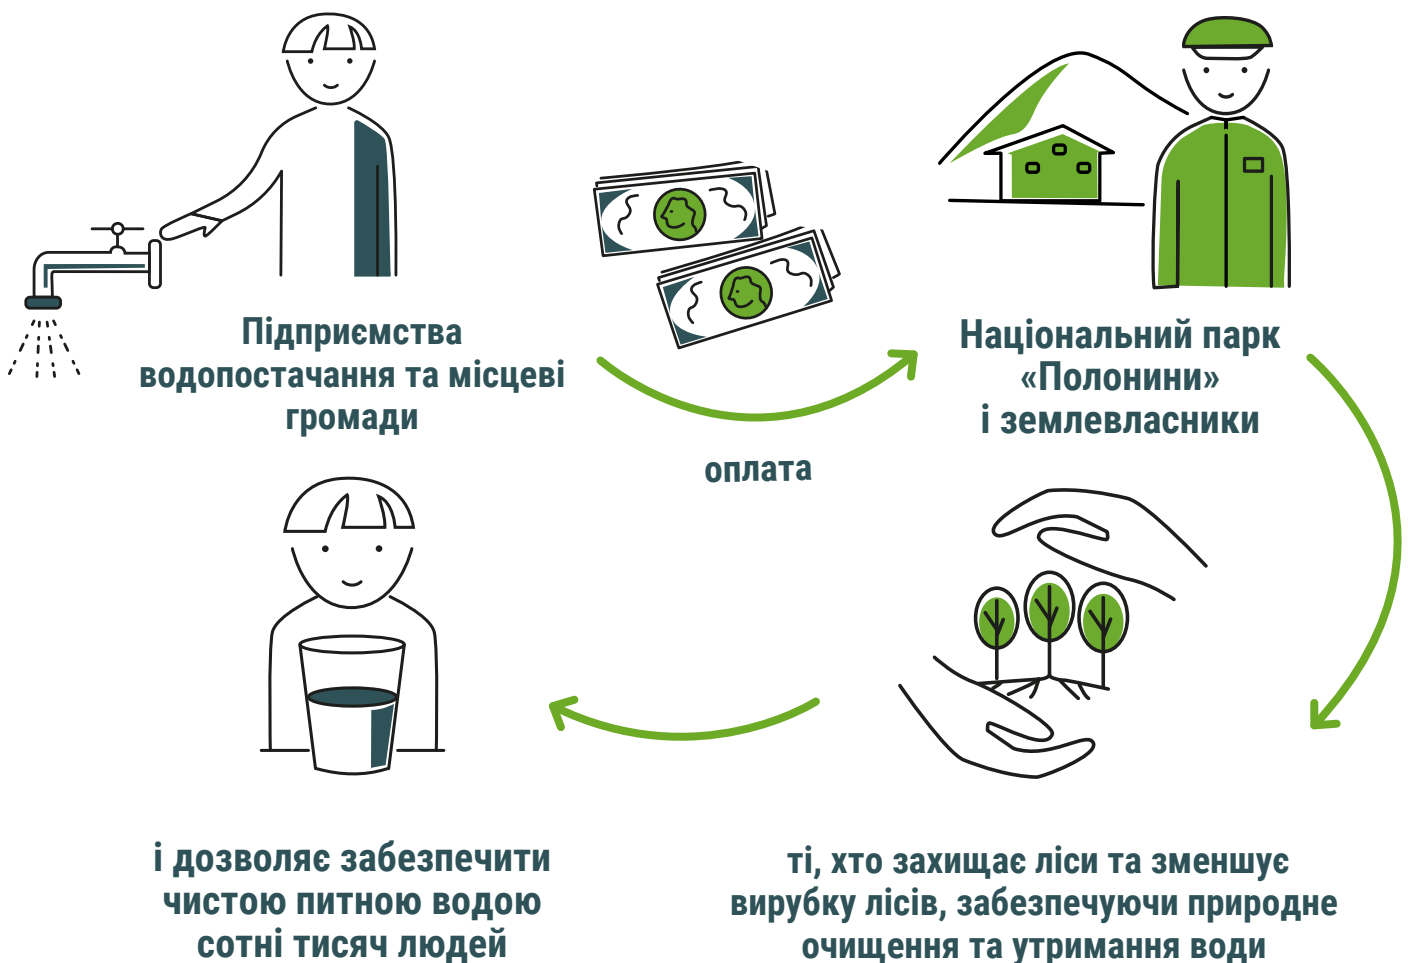 Підприємства
водопостачання та місцеві
громади
оплата
Національний парк
«Полонини»
і землевласники
ті, хто захищає ліси та зменшує
вирубку лісів, забезпечуючи природне
очищення та утримання води
і дозволяє забезпечити
чистою питною водою
сотні тисяч людей